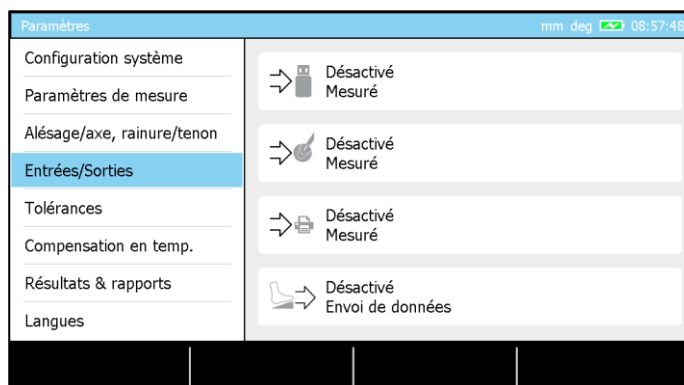 Paramètres
mm deg 08:57:48
Configuration système
Paramètres de mesure
Alésage/axe, rainure/tenon
Entrées/Sorties
Tolérances
Compensation en temp.
Résultats & rapports
Langues
Désactivé
Mesuré
Désactivé
Mesuré
Désactivé
Mesuré
Désactivé
Envoi de données